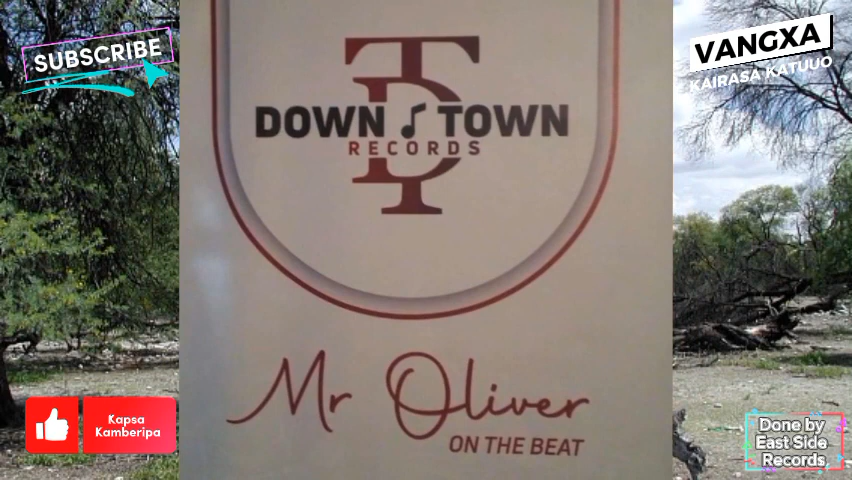 SUBSCRIBE
VANGXA
KAIRASA KATUUO
DT
DOWN TOWN
RECORDS
Mr Oliver
ON THE BEAT
Kapsa
Kamberipa
Done by
East Side
Records